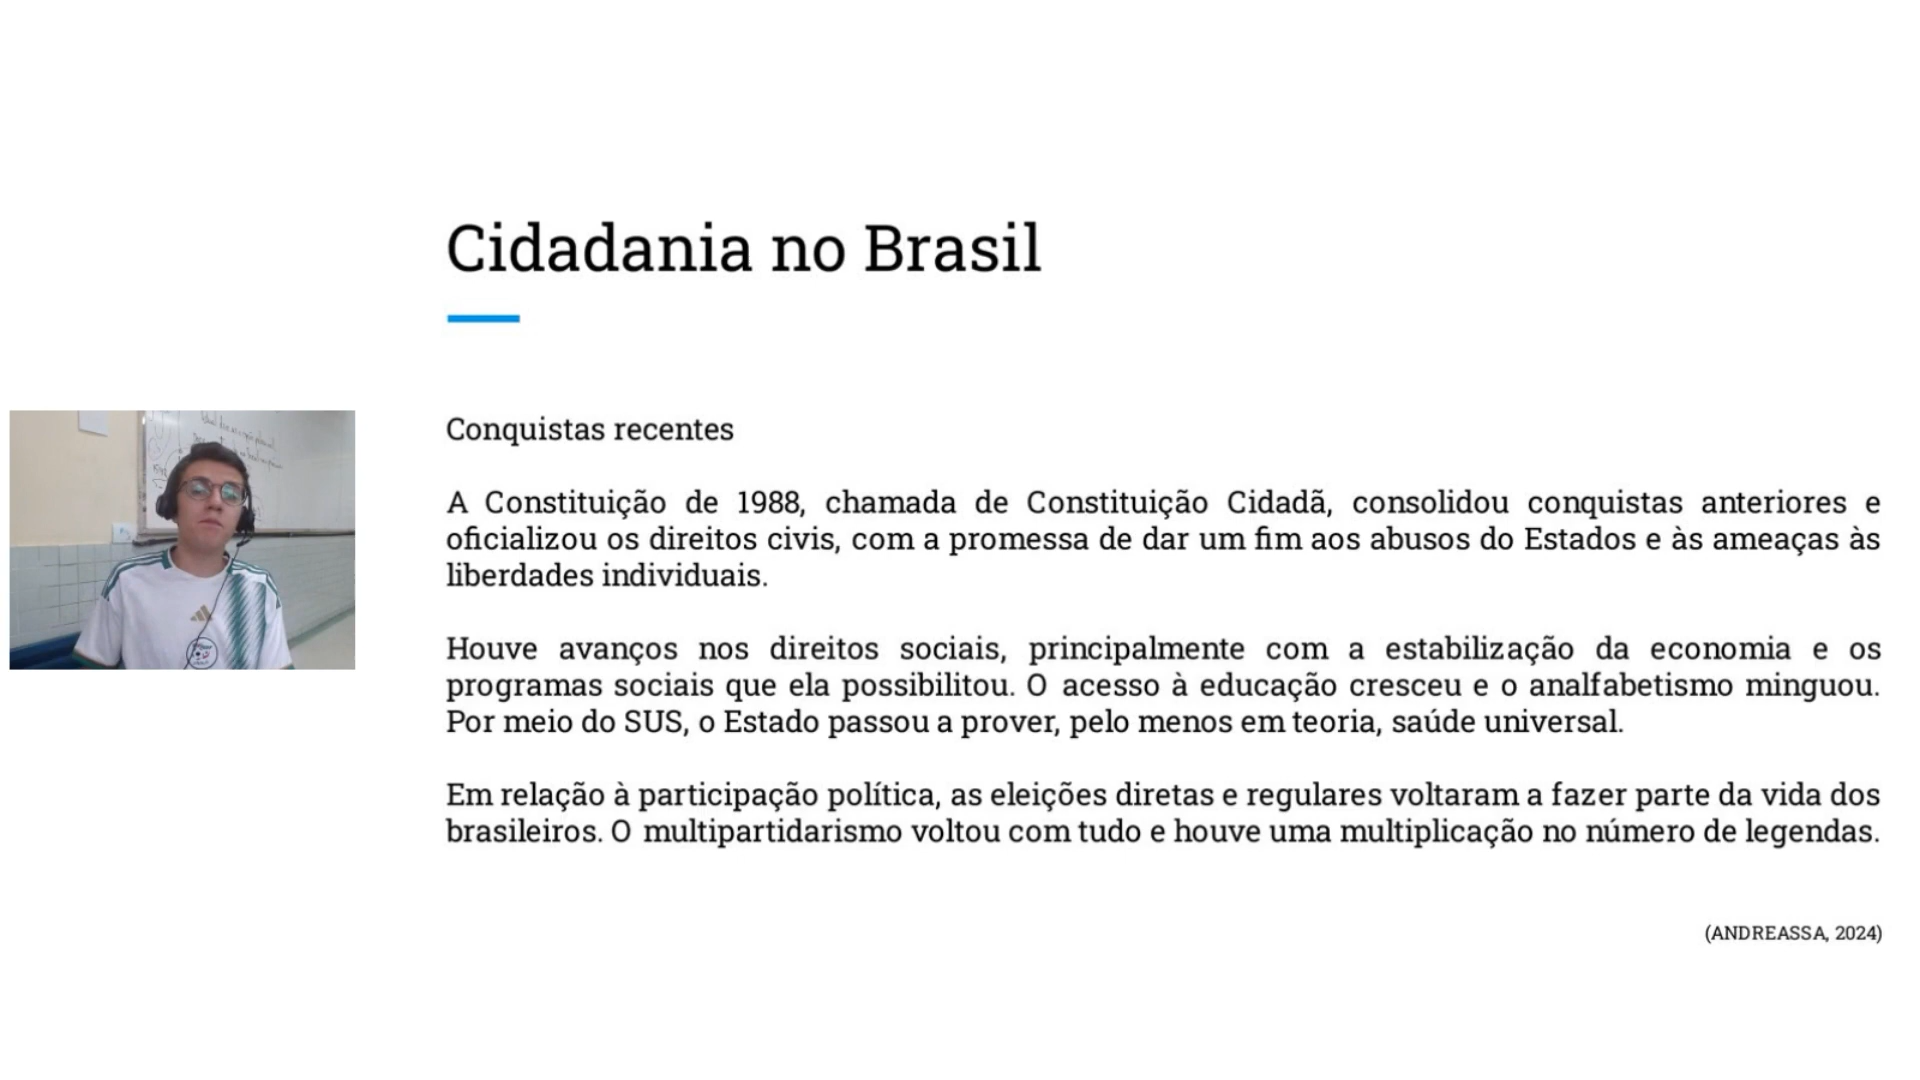 Cidadania no Brasil
Conquistas recentes
A Constituição de 1988, chamada de Constituição Cidadã, consolidou conquistas anteriores e
oficializou os direitos civis, com a promessa de dar um fim aos abusos do Estados e às ameaças às
liberdades individuais.
Houve avanços nos direitos sociais, principalmente com a estabilização da economia e os
programas sociais que ela possibilitou. O acesso à educação cresceu e o analfabetismo minguou.
Por meio do SUS, o Estado passou a prover, pelo menos em teoria, saúde universal.
Em relação à participação política, as eleições diretas e regulares voltaram a fazer parte da vida dos
brasileiros. O multipartidarismo voltou com tudo e houve uma multiplicação no número de legendas.
(ANDREASSA, 2024)